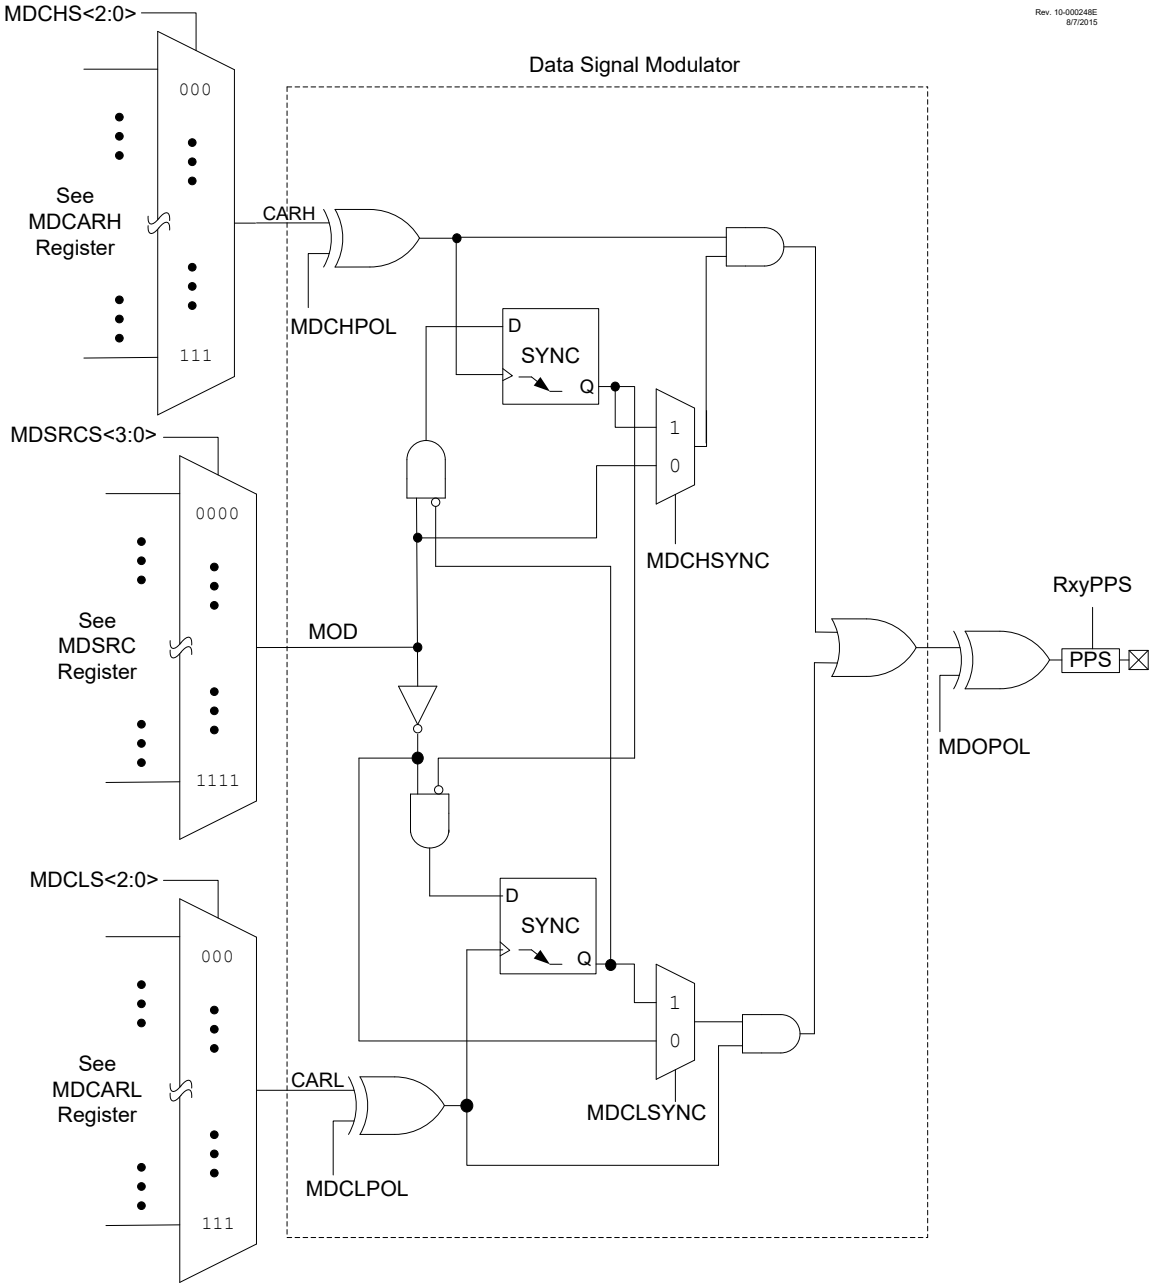 MDCHS<2:0>
Rev. 10-000248E
8/7/2015
Data Signal Modulator
000
See
MDCARH
Register
CARH
MDCHPOL
D
SYNC
Q
111
1
0
MDSRCS<3:0>
0000
MDCHSYNC
RxyPPS
See
MDSRC
Register
MOD
PPS
MDOPOL
1111
MDCLS<2:0>
D
SYNC
Q
000
1
0
See
MDCARL
Register
CARL
MDCLSYNC
MDCLPOL
111